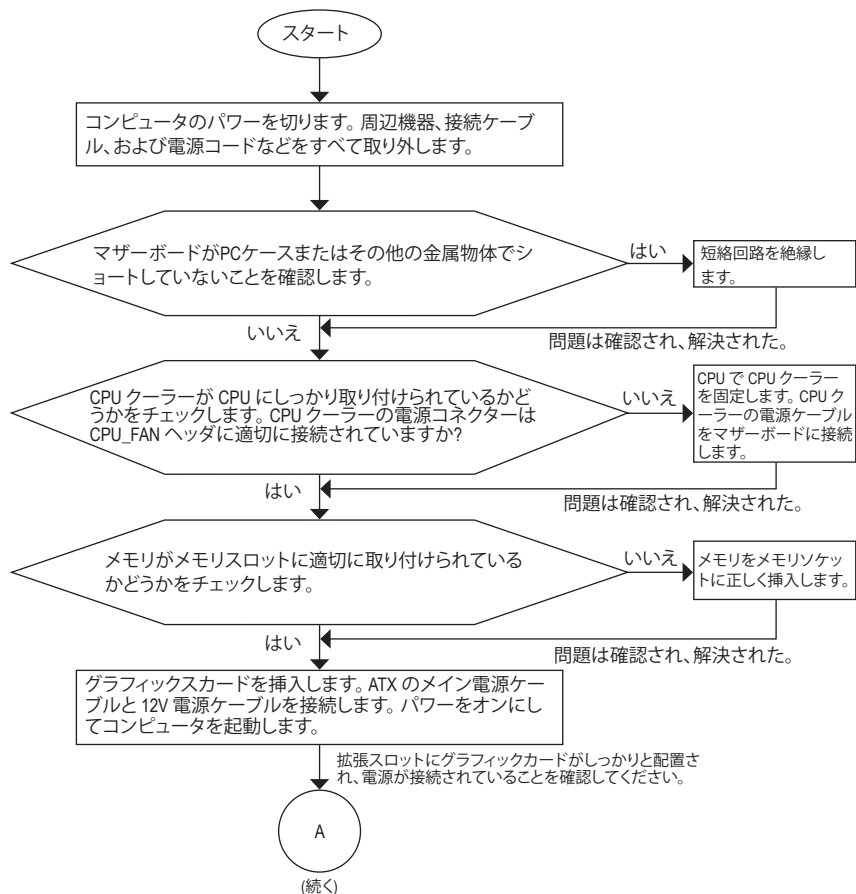 スタート
コンピュータのパワーを切ります。周辺機器、接続ケーブ
ル、および電源コードなどをすべて取り外します。
マザーボードがPCケースまたはその他の金属物体でシ
ョートしていないことを確認します。
はい
短絡回路を絶縁し
ます。
いいえ
問題は確認され、解決された。
CPU クーラーが CPU にしっかり取り付けられているかど
うかをチェックします。CPU クーラーの電源コネクターは
CPU_FAN ヘッダに適切に接続されていますか?
いいえ
CPU で CPU クーラー
を固定します。CPU ク
ーラーの電源ケーブル
をマザーボードに接続
します。
はい
問題は確認され、解決された。
メモリがメモリスロットに適切に取り付けられている
かどうかをチェックします。
いいえ
メモリをメモリソケッ
トに正しく挿入します。
はい
問題は確認され、解決された。
グラフィックスカードを挿入します。ATX のメイン電源ケー
ブルと 12V 電源ケーブルを接続します。パワーをオンにし
てコンピュータを起動します。
拡張スロットにグラフィックカードがしっかりと配置さ
れ、電源が接続されていることを確認してください。
A
(続く)